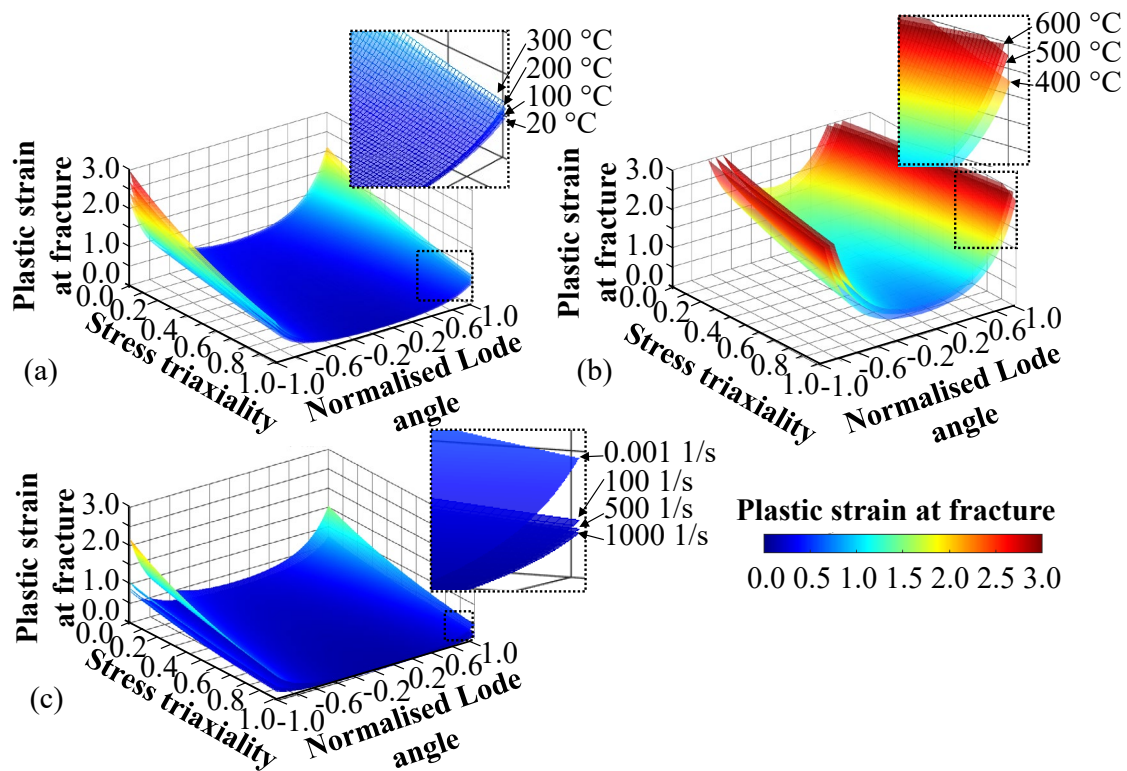 300 °C
200 °C
100 °C
20 °C
Plastic strain
at fracture
3.0
2.0
1.0
0.0
0.0
0.2
0.4
0.6
0.8
1.0
Stress triaxiality
-1.0
-0.6
-0.2
0.2
0.6
1.0
Normalised Lode
angle
(a)
600 °C
500 °C
400 °C
Plastic strain
at fracture
3.0
2.0
1.0
0.0
0.0
0.2
0.4
0.6
0.8
1.0
Stress triaxiality
-1.0
-0.6
-0.2
0.2
0.6
1.0
Normalised Lode
angle
(b)
0.001 1/s
100 1/s
500 1/s
1000 1/s
Plastic strain
at fracture
3.0
2.0
1.0
0.0
0.0
0.2
0.4
0.6
0.8
1.0
Stress triaxiality
-1.0
-0.6
-0.2
0.2
0.6
1.0
Normalised Lode
angle
(c)
Plastic strain at fracture
0.0 0.5 1.0 1.5 2.0 2.5 3.0